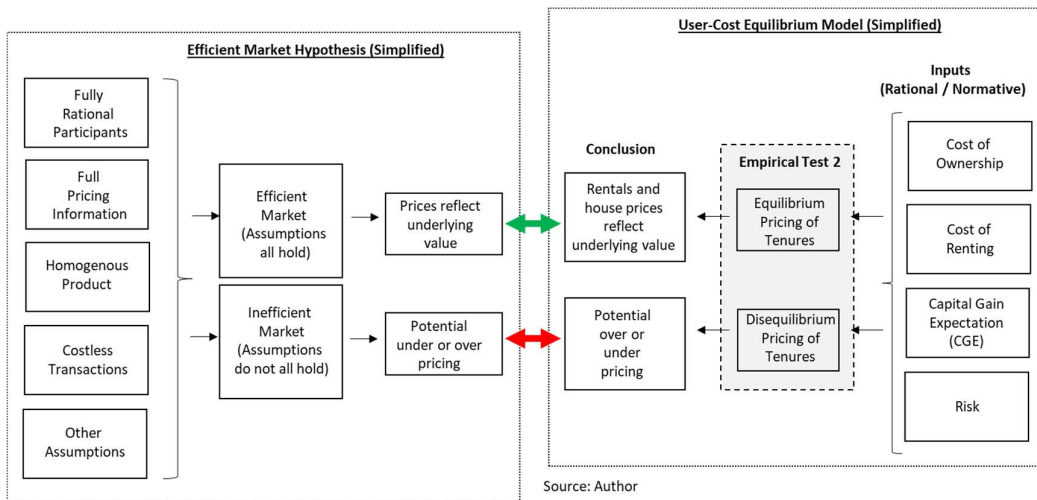 Efficient Market Hypothesis (Simplified)
Fully
Rational
Participants
Full
Pricing
Information
Homogenous
Product
Costless
Transactions
Other
Assumptions
Efficient
Market
(Assumptions
all hold)
Inefficient
Market
(Assumptions
do not all hold)
Prices reflect
underlying
value
Potential
under or over
pricing
User-Cost Equilibrium Model (Simplified)
Conclusion
Rentals and
house prices
reflect
underlying value
Potential
over or
under
pricing
Empirical Test 2
Equilibrium
Pricing of
Tenures
Disequilibrium
Pricing of
Tenures
Inputs
(Rational / Normative)
Cost of
Ownership
Cost of
Renting
Capital Gain
Expectation
(CGE)
Risk
Source: Author